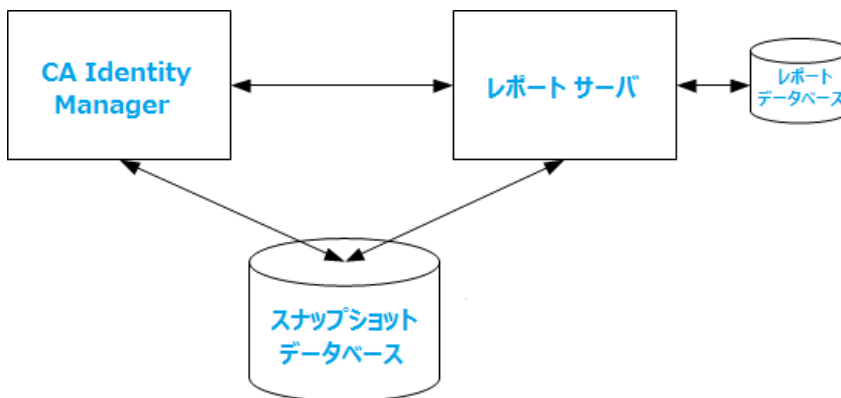 CA Identity
Manager
レポート サーバ
レポート
データベース
スナップショット
データベース